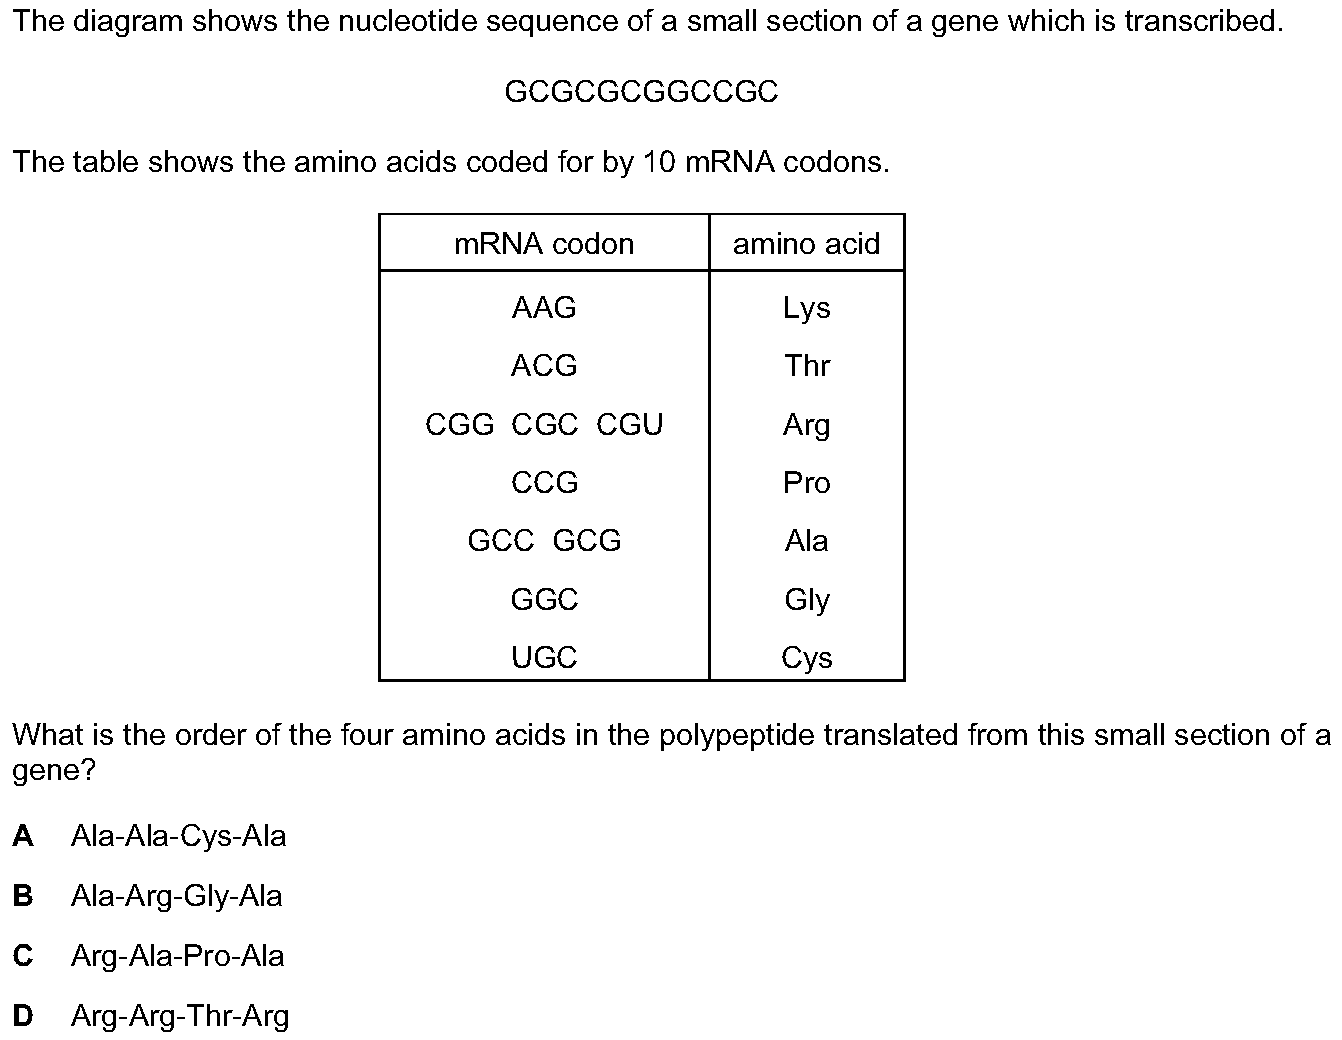 The diagram shows the nucleotide sequence of a small section of a gene which is transcribed.
GCGCGCGGCCGC
The table shows the amino acids coded for by 10 mRNA codons.
mRNA codon amino acid
AAG Lys
ACG Thr
CGG CGC CGU Arg
CCG Pro
GCC GCG Ala
GGC Gly
UGC Cys
What is the order of the four amino acids in the polypeptide translated from this small section of a
gene?
A Ala-Ala-Cys-Ala
B Ala-Arg-Gly-Ala
C Arg-Ala-Pro-Ala
D Arg-Arg-Thr-Arg